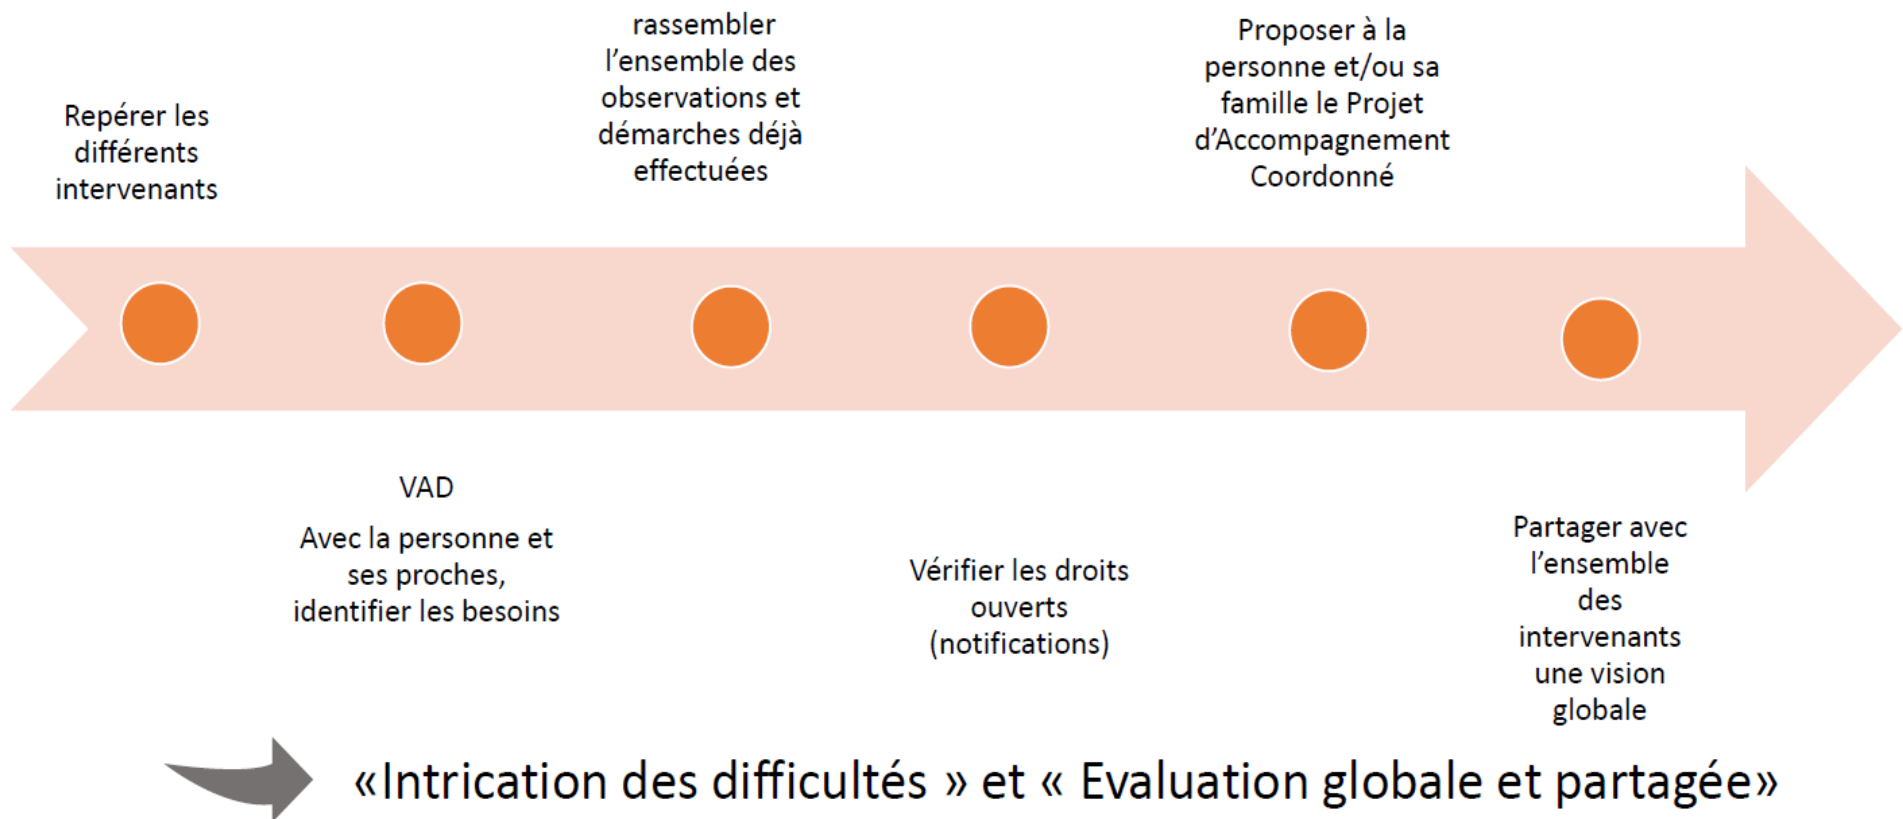 Repérer les
différents
intervenants
VAD
Avec la personne et
ses proches,
identifier les besoins
rassembler
l’ensemble des
observations et
démarches déjà
effectuées
Vérifier les droits
ouverts
(notifications)
Proposer à la
personne et/ou sa
famille le Projet
d’Accompagnement
Coordonné
Partager avec
l’ensemble
des
intervenants
une vision
globale
«Intrication des difficultés » et « Evaluation globale et partagée»